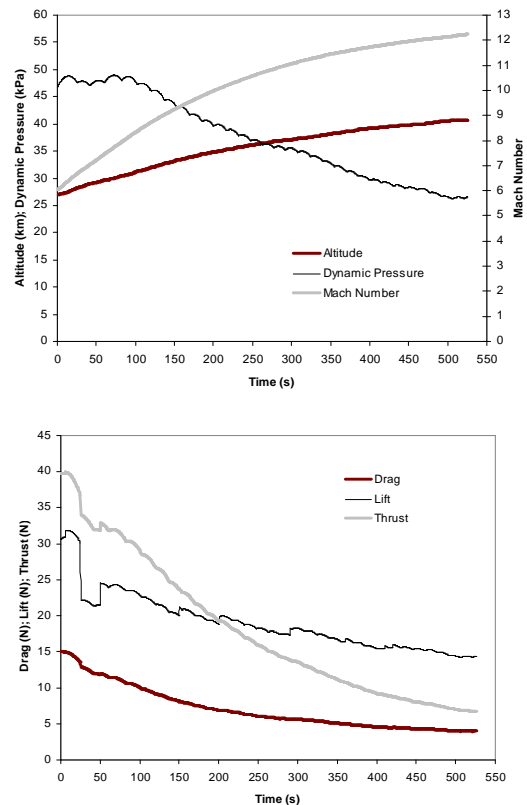 60
55
50
45
40
35
30
25
20
15
10
5
0
Altitude (km); Dynamic Pressure (kPa)
13
12
11
10
9
8
7
6
5
4
3
2
1
0
Mach Number
Altitude
Dynamic Pressure
Mach Number
0 50 100 150 200 250 300 350 400 450 500 550
Time (s)
45
40
35
30
25
20
15
10
5
0
Drag (N); Lift (N); Thrust (N)
Drag
Lift
Thrust
0 50 100 150 200 250 300 350 400 450 500 550
Time (s)